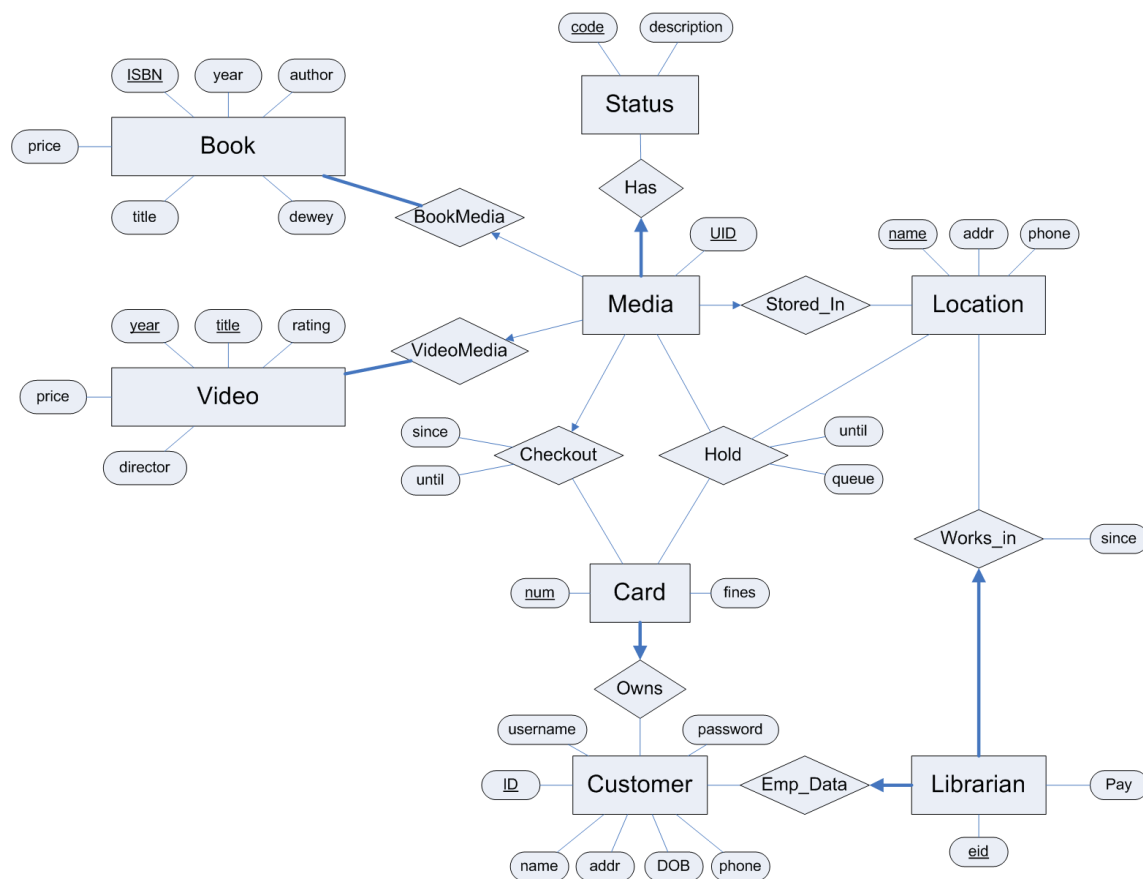 code
description
ISBN
year
author
Status
price
Book
Has
title
dewey
BookMedia
UID
name
addr
phone
Media
Stored_In
Location
year
title
rating
VideoMedia
price
Video
since
until
Checkout
Hold
until
director
until
queue
Works_in
since
num
Card
fines
Owns
username
password
ID
Customer
Emp_Data
Librarian
Pay
name
addr
DOB
phone
eid